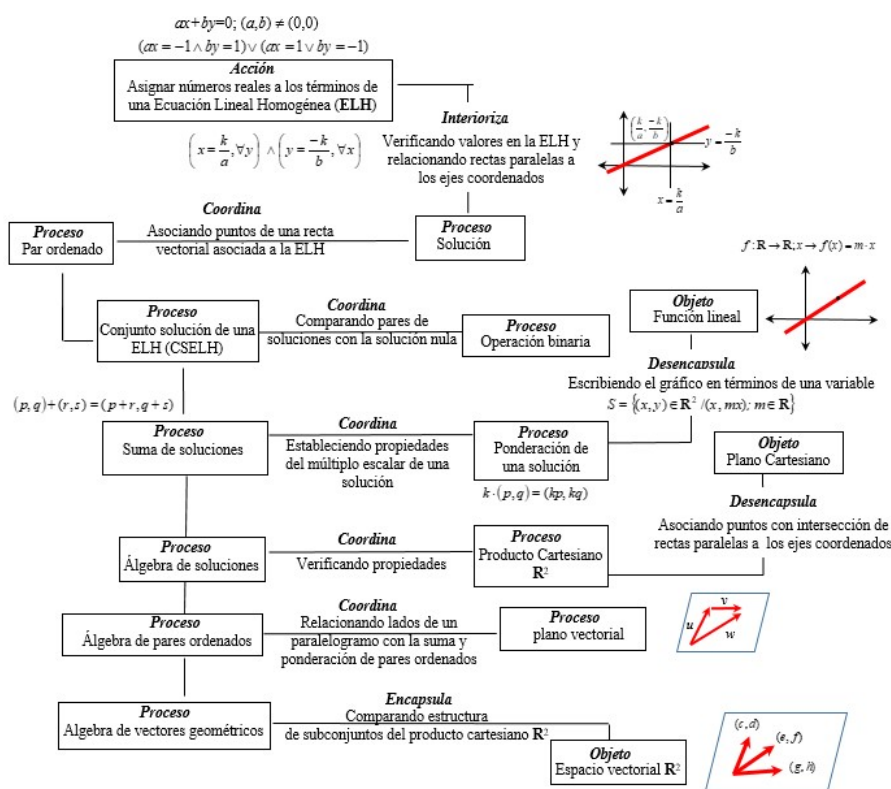 ax+by=0; (a,b) ≠ (0,0)
(ax = −1 ∧ by = 1) ∨ (ax = 1 ∨ by = −1)
Acción
Asignar números reales a los términos de
una Ecuación Lineal Homogénea (ELH)
Interioriza
Verificando valores en la ELH y
relacionando rectas paralelas a
los ejes coordenados
(x = k/a, ∀y) ∧ (y = −k/b, ∀x)
(k/a, −k/b)
y = −k/b
x = k/a
Proceso
Par ordenado
Coordina
Asociando puntos de una recta
vectorial asociada a la ELH
Proceso
Solución
f : R → R; x → f(x) = m · x
Proceso
Conjunto solución de una
ELH (CSELH)
Coordina
Comparando pares de
soluciones con la solución nula
Proceso
Operación binaria
Objeto
Función lineal
Desencapsula
Escribiendo el gráfico en términos de una variable
S = {(x, y) ∈ R² /(x, mx); m ∈ R}
(p,q)+(r,s) = (p+r,q+s)
Proceso
Suma de soluciones
Coordina
Estableciendo propiedades
del múltiplo escalar de una
solución
Proceso
Ponderación de
una solución
k · (p, q) = (kp, kq)
Objeto
Plano Cartesiano
Desencapsula
Asociando puntos con intersección de
rectas paralelas a los ejes coordenados
Proceso
Álgebra de soluciones
Coordina
Verificando propiedades
Proceso
Producto Cartesiano
R²
Proceso
Álgebra de pares ordenados
Coordina
Relacionando lados de un
paralelogramo con la suma y
ponderación de pares ordenados
Proceso
plano vectorial
v
u
w
Proceso
Algebra de vectores geométricos
Encapsula
Comparando estructura
de subconjuntos del producto cartesiano R²
Objeto
Espacio vectorial R²
(c,d)
(e, f)
(g, h)